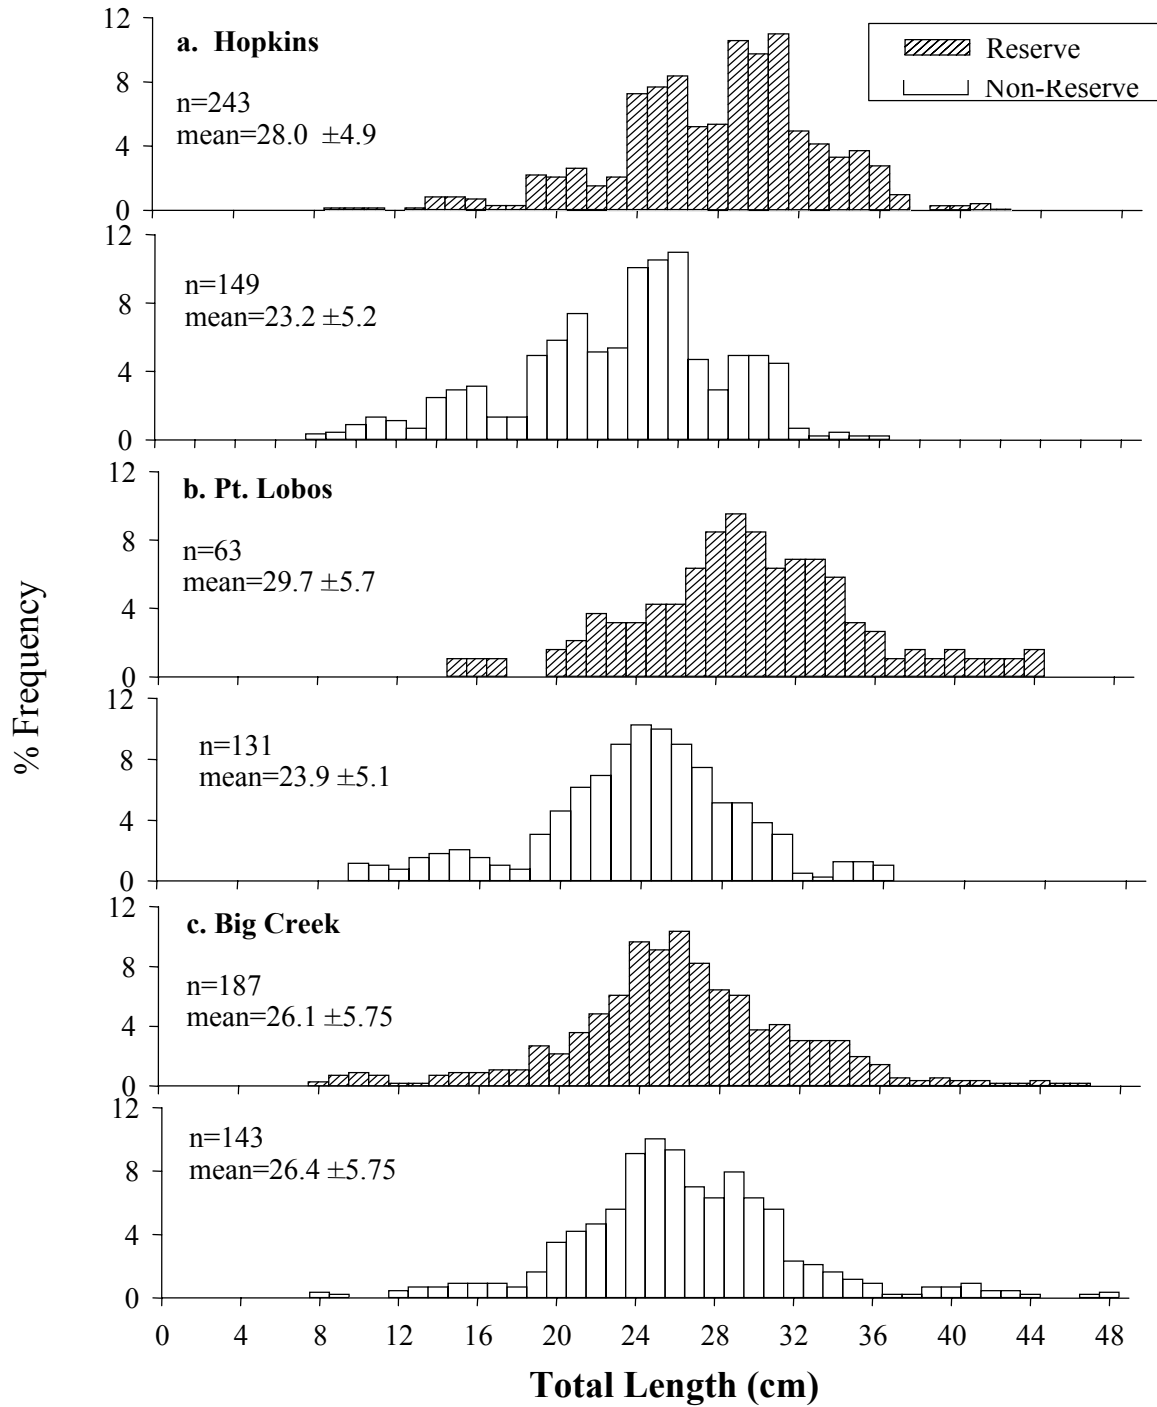 12
a. Hopkins
Reserve
8
Non-Reserve
n=243
mean=28.0 ±4.9
4
0
12
n=149
8
mean=23.2 ±5.2
4
0
12
b. Pt. Lobos
8
n=63
mean=29.7 ±5.7
4
0
% Frequency
12
n=131
8
mean=23.9 ±5.1
4
0
12
c. Big Creek
8
n=187
mean=26.1 ±5.75
4
0
12
n=143
8
mean=26.4 ±5.75
4
0
0 4 8 12 16 20 24 28 32 36 40 44 48
Total Length (cm)